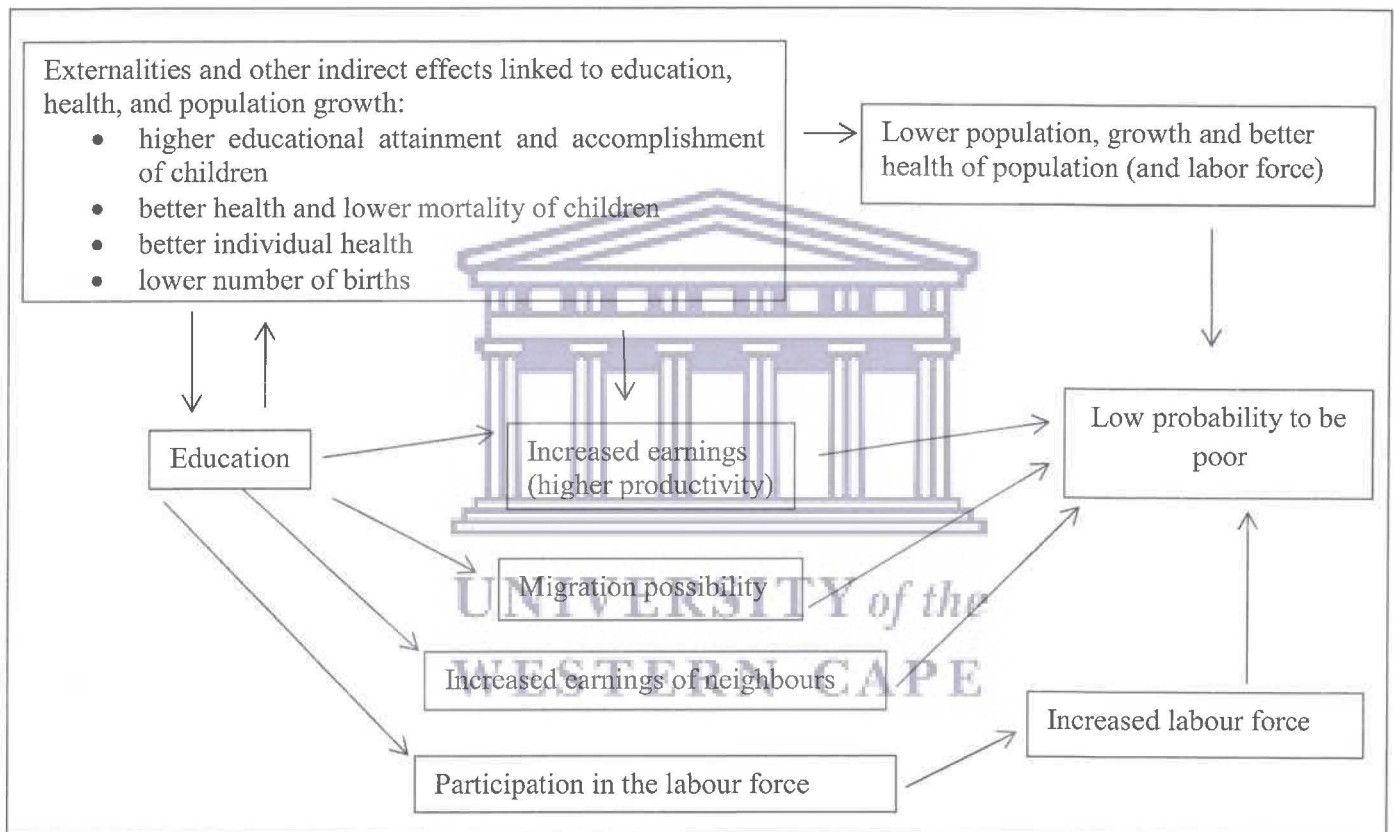 Externalities and other indirect effects linked to education,
health, and population growth:
• higher educational attainment and accomplishment
of children
• better health and lower mortality of children
• better individual health
• lower number of births
Lower population, growth and better
health of population (and labor force)
Education
Increased earnings
(higher productivity)
Low probability to be
poor
Migration possibility
UNIVERSITY of the
Increased earnings of neighbours
WESTERN CAPE
Increased labour force
Participation in the labour force